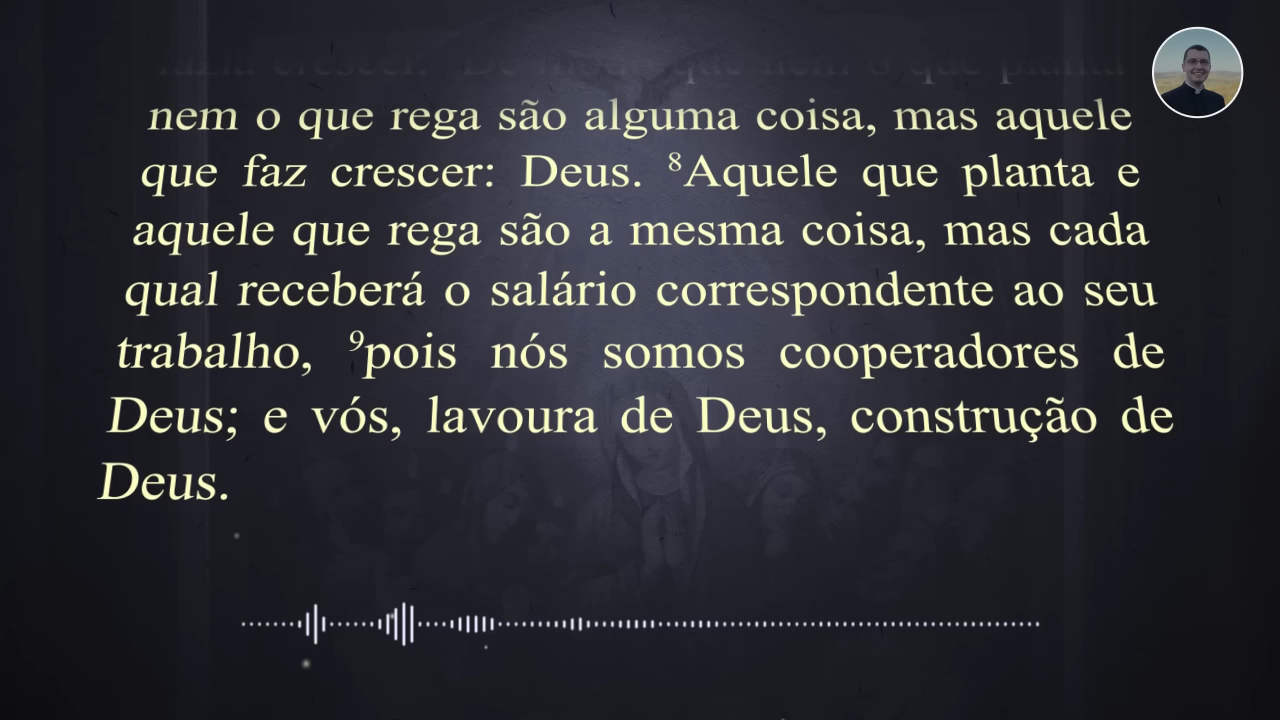 nem o que rega são alguma coisa, mas aquele
que faz crescer: Deus. ⁸Aquele que planta e
aquele que rega são a mesma coisa, mas cada
qual receberá o salário correspondente ao seu
trabalho, ⁹pois nós somos cooperadores de
Deus; e vós, lavoura de Deus, construção de
Deus.